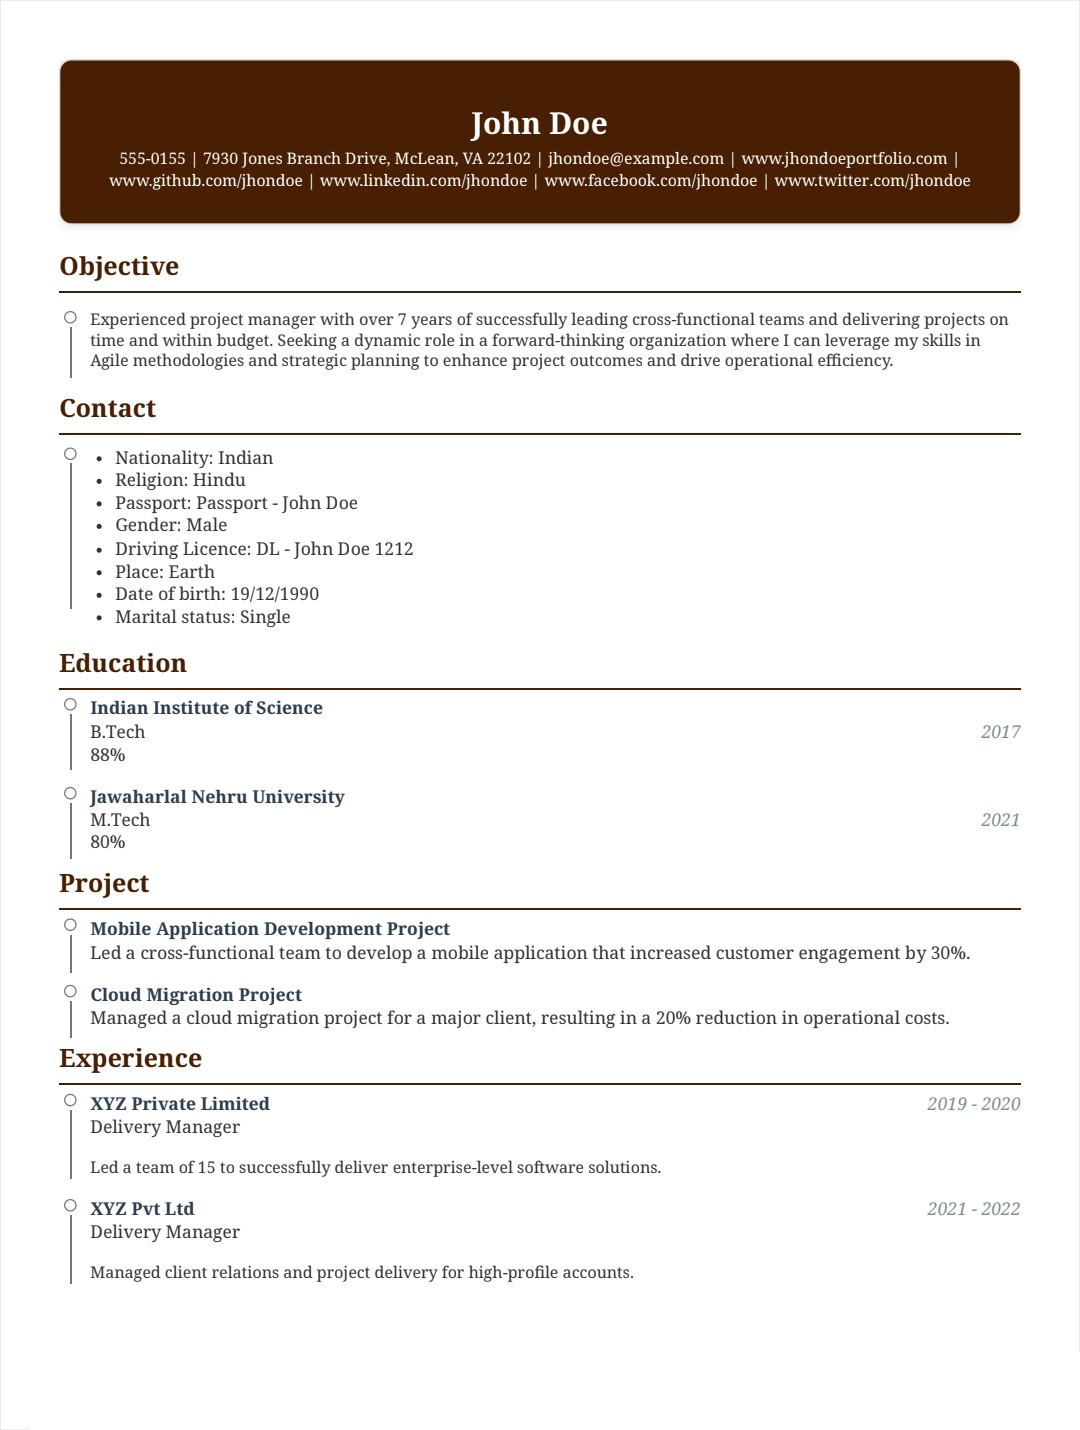 John Doe
555-0155 | 7930 Jones Branch Drive, McLean, VA 22102 | jhondoe@example.com | www.jhondoeportfolio.com |
www.github.com/jhondoe | www.linkedin.com/jhondoe | www.facebook.com/jhondoe | www.twitter.com/jhondoe
Objective
Experienced project manager with over 7 years of successfully leading cross-functional teams and delivering projects on
time and within budget. Seeking a dynamic role in a forward-thinking organization where I can leverage my skills in
Agile methodologies and strategic planning to enhance project outcomes and drive operational efficiency.
Contact
• Nationality: Indian
• Religion: Hindu
• Passport: Passport - John Doe
• Gender: Male
• Driving Licence: DL - John Doe 1212
• Place: Earth
• Date of birth: 19/12/1990
• Marital status: Single
Education
Indian Institute of Science
B.Tech 2017
88%
Jawaharlal Nehru University
M.Tech 2021
80%
Project
Mobile Application Development Project
Led a cross-functional team to develop a mobile application that increased customer engagement by 30%.
Cloud Migration Project
Managed a cloud migration project for a major client, resulting in a 20% reduction in operational costs.
Experience
XYZ Private Limited 2019 - 2020
Delivery Manager
Led a team of 15 to successfully deliver enterprise-level software solutions.
XYZ Pvt Ltd 2021 - 2022
Delivery Manager
Managed client relations and project delivery for high-profile accounts.